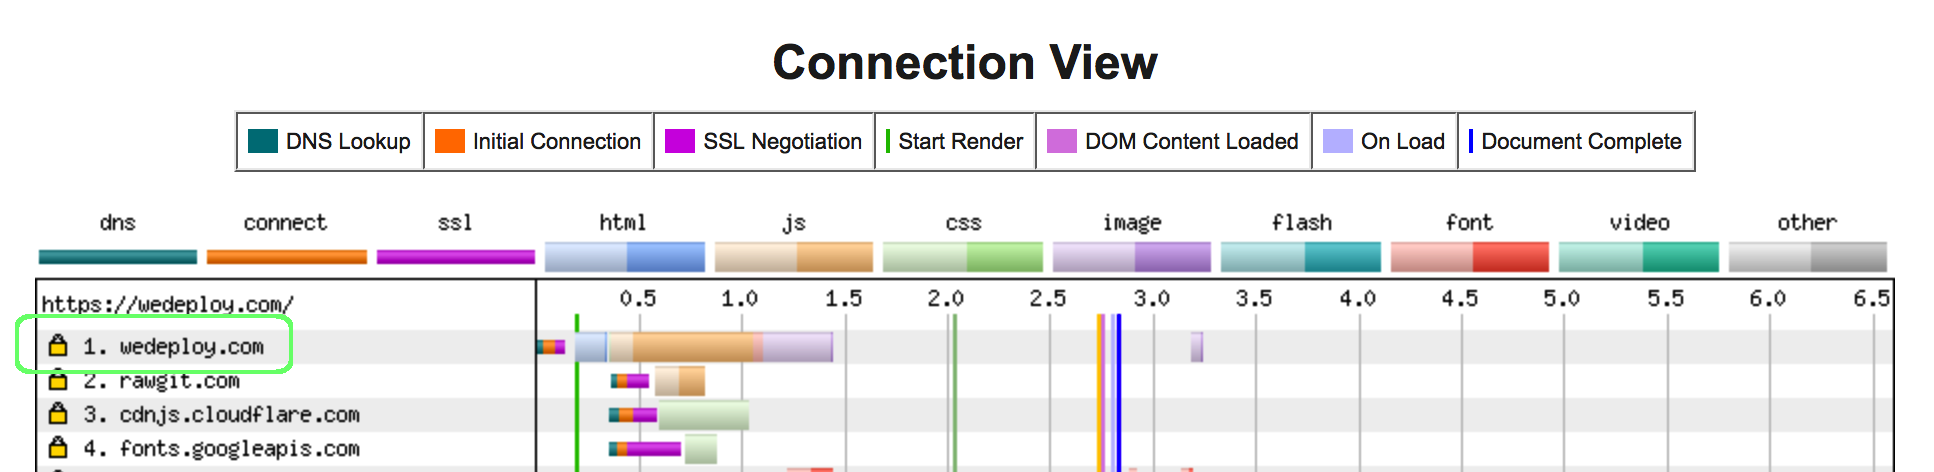 Connection View
DNS Lookup Initial Connection SSL Negotiation Start Render DOM Content Loaded On Load Document Complete
dns connect ssl html js css image flash font video other
https://wedeploy.com/ 0.5 1.0 1.5 2.0 2.5 3.0 3.5 4.0 4.5 5.0 5.5 6.0 6.5
1. wedeploy.com
2. rawgit.com
3. cdnjs.cloudflare.com
4. fonts.googleapis.com